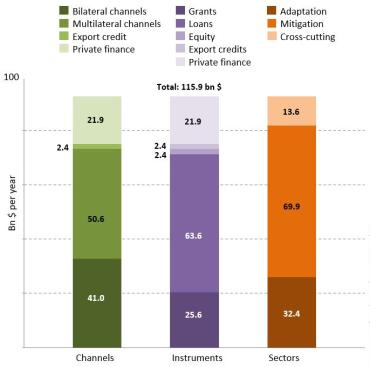 Bilateral channels
Multilateral channels
Export credit
Private finance
Grants
Loans
Equity
Export credits
Private finance
Adaptation
Mitigation
Cross-cutting
100
Total: 115.9 bn $
Bn $ per year
21.9
2.4
50.6
41.0
21.9
2.4
2.4
63.6
25.6
13.6
69.9
32.4
Channels
Instruments
Sectors